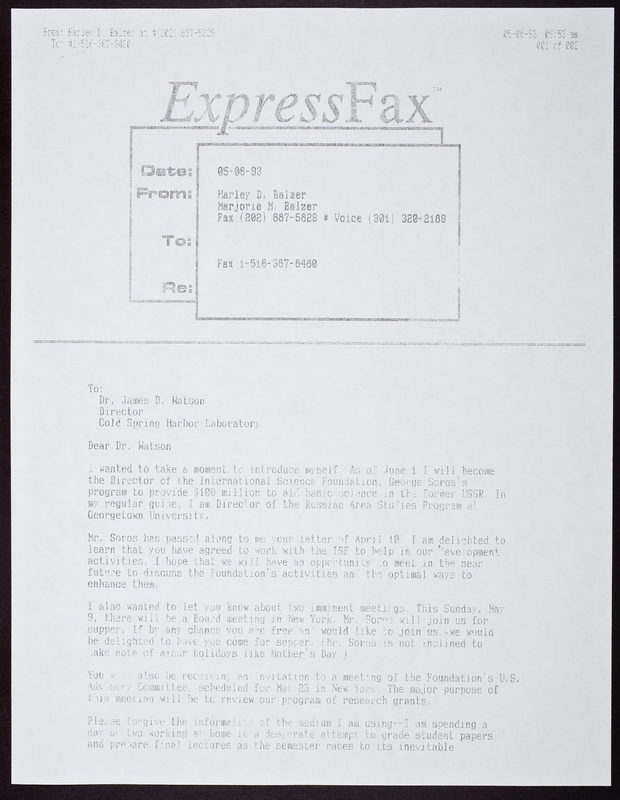 From: Harley D. Balzer at #(202) 687-5829
To: #1-516-367-8480
05-06-93 09:53 am
001 of 002
ExpressFax™
Date: 05-06-93
From: Harley D. Balzer
Marjorie M. Balzer
Fax (202) 687-5829 * Voice (301) 320-2189
To:
Fax 1-516-367-8480
Re:
To:
Dr. James D. Watson
Director
Cold Spring Harbor Laboratory
Dear Dr. Watson
I wanted to take a moment to introduce myself. As of June 1 I will become
the Director of the International Science Foundation, George Soros's
program to provide $100 million to aid basic science in the former USSR. In
my regular guise, I am Director of the Russian Area Studies Program at
Georgetown University.
Mr. Soros has passed along to me your letter of April 10. I am delighted to
learn that you have agreed to work with the ISF to help in our development
activities. I hope that we will have an opportunity to meet in the near
future to discuss the Foundation's activities and the optimal ways to
enhance them.
I also wanted to let you know about two imminent meetings. This Sunday, May
9, there will be a Board meeting in New York. Mr. Soros will join us for
supper. If by any chance you are free and would like to join us, we would
be delighted to have you come for supper. (Mr. Soros is not inclined to
take note of minor holidays like Mother's Day.)
You will also be receiving an invitation to a meeting of the Foundation's U.S.
Advisory Committee, scheduled for May 23 in New York. The major purpose of
this meeting will be to review our program of research grants.
Please forgive the informality of the medium I am using--I am spending a
day or two working at home in a desperate attempt to grade student papers
and prepare final lectures as the semester races to its inevitable